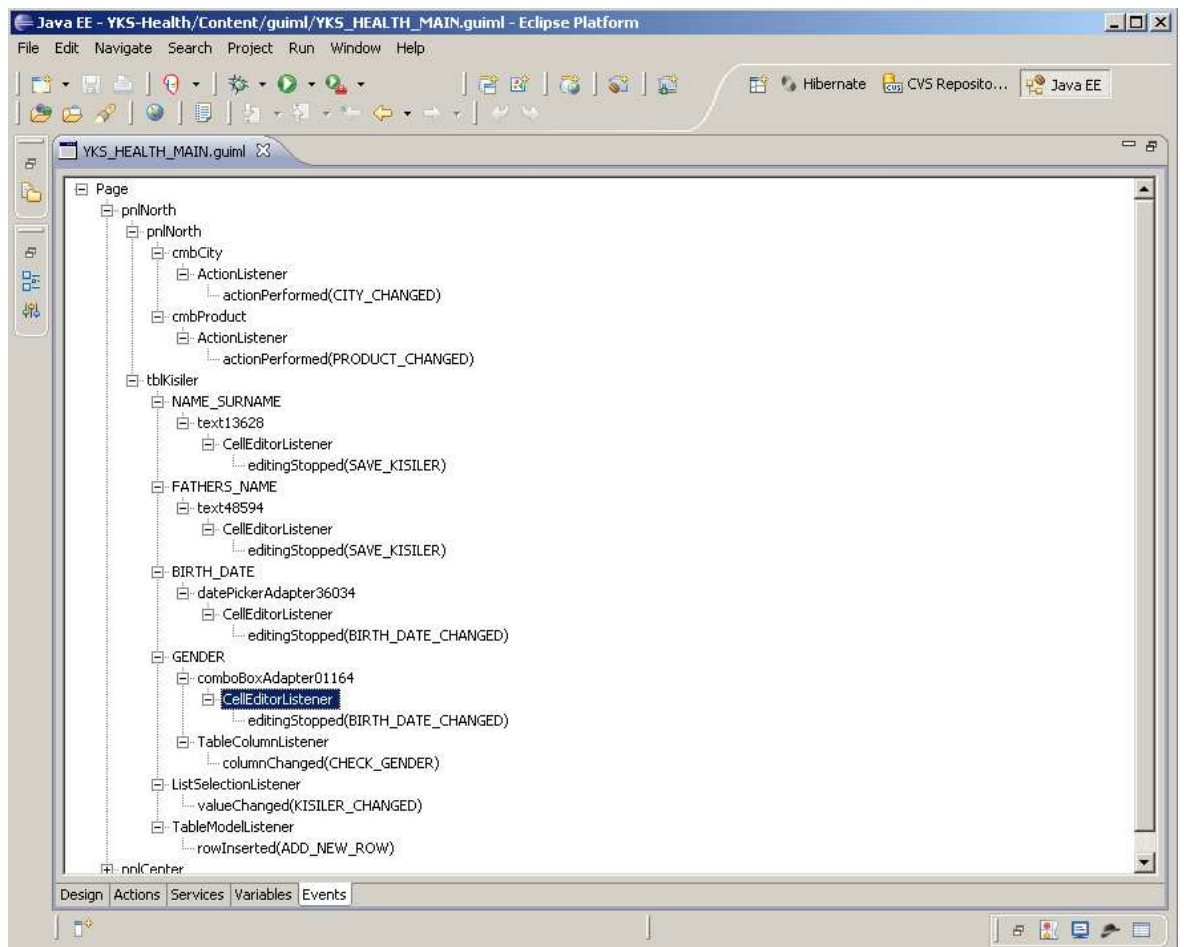 Java EE - YKS-Health/Content/guiml/YKS_HEALTH_MAIN.guiml - Eclipse Platform
File Edit Navigate Search Project Run Window Help
Hibernate CVS Reposito... Java EE
YKS_HEALTH_MAIN.guiml
Page
pnlNorth
pnlNorth
cmbCity
ActionListener
actionPerformed(CITY_CHANGED)
cmbProduct
ActionListener
actionPerformed(PRODUCT_CHANGED)
tblKisiler
NAME_SURNAME
text13628
CellEditorListener
editingStopped(SAVE_KISILER)
FATHERS_NAME
text48594
CellEditorListener
editingStopped(SAVE_KISILER)
BIRTH_DATE
datePickerAdapter36034
CellEditorListener
editingStopped(BIRTH_DATE_CHANGED)
GENDER
comboBoxAdapter01164
CellEditorListener
editingStopped(BIRTH_DATE_CHANGED)
TableColumnListener
columnChanged(CHECK_GENDER)
ListSelectionListener
valueChanged(KISILER_CHANGED)
TableModelListener
rowInserted(ADD_NEW_ROW)
pnlCenter
Design Actions Services Variables Events